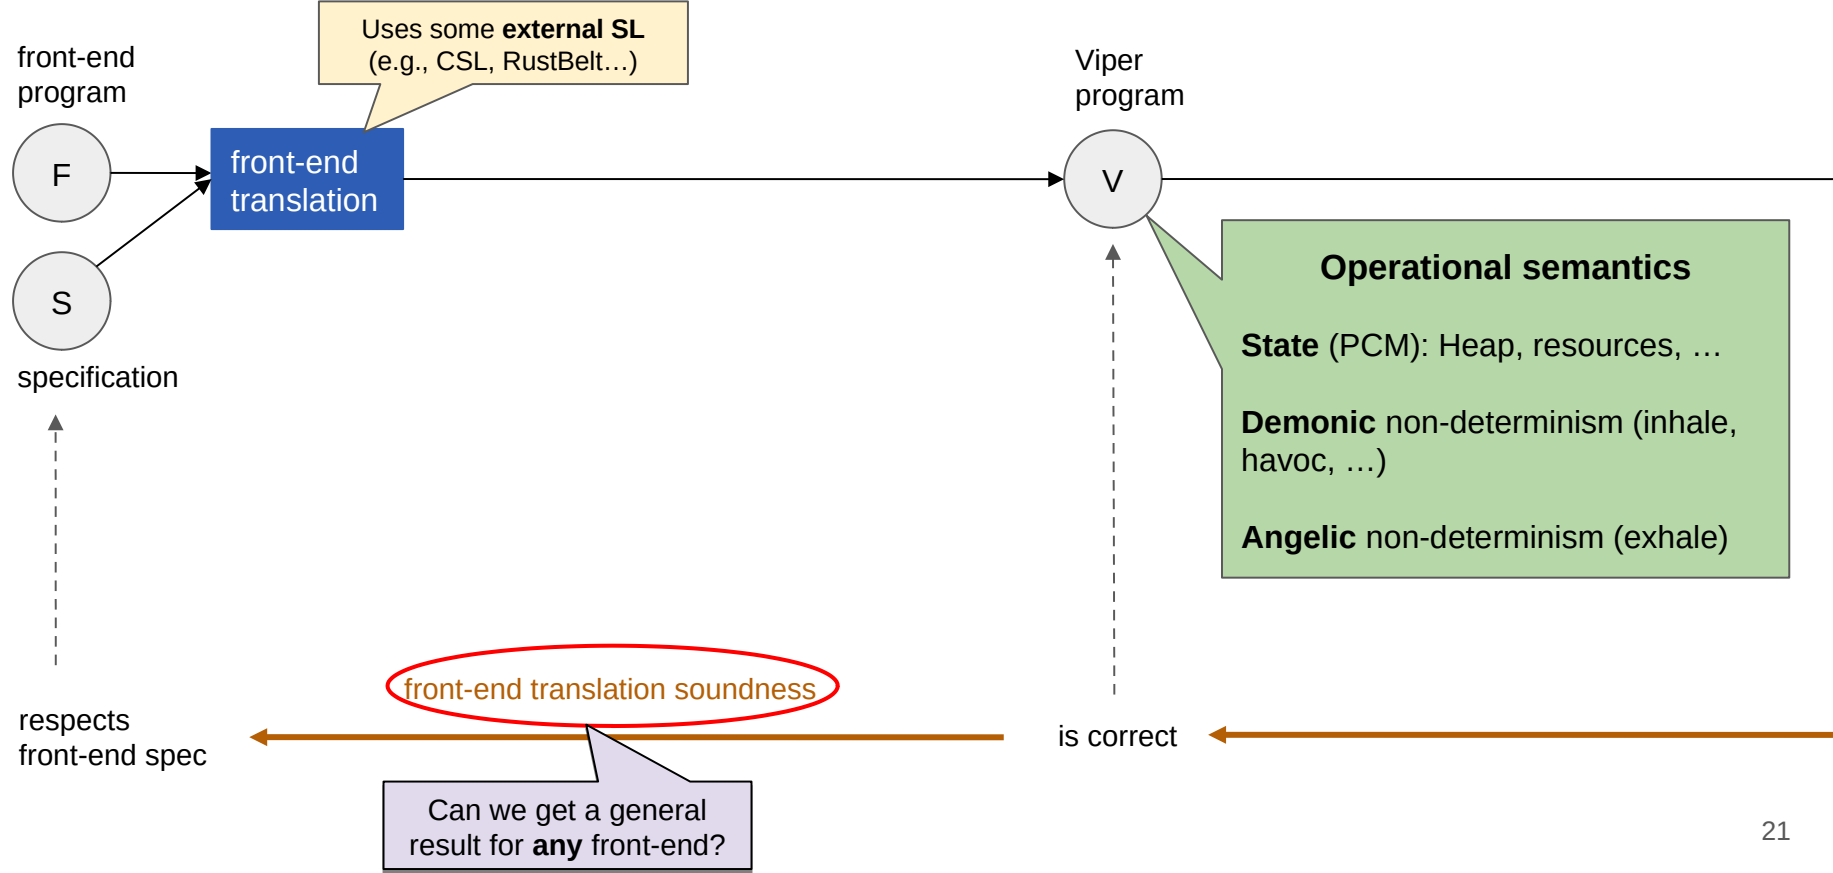 Uses some external SL
(e.g., CSL, RustBelt…)
front-end
program
Viper
program
F
front-end
translation
V
S
specification
Operational semantics
State (PCM): Heap, resources, …
Demonic non-determinism (inhale,
havoc, …)
Angelic non-determinism (exhale)
front-end translation soundness
respects
front-end spec
is correct
Can we get a general
result for any front-end?
21